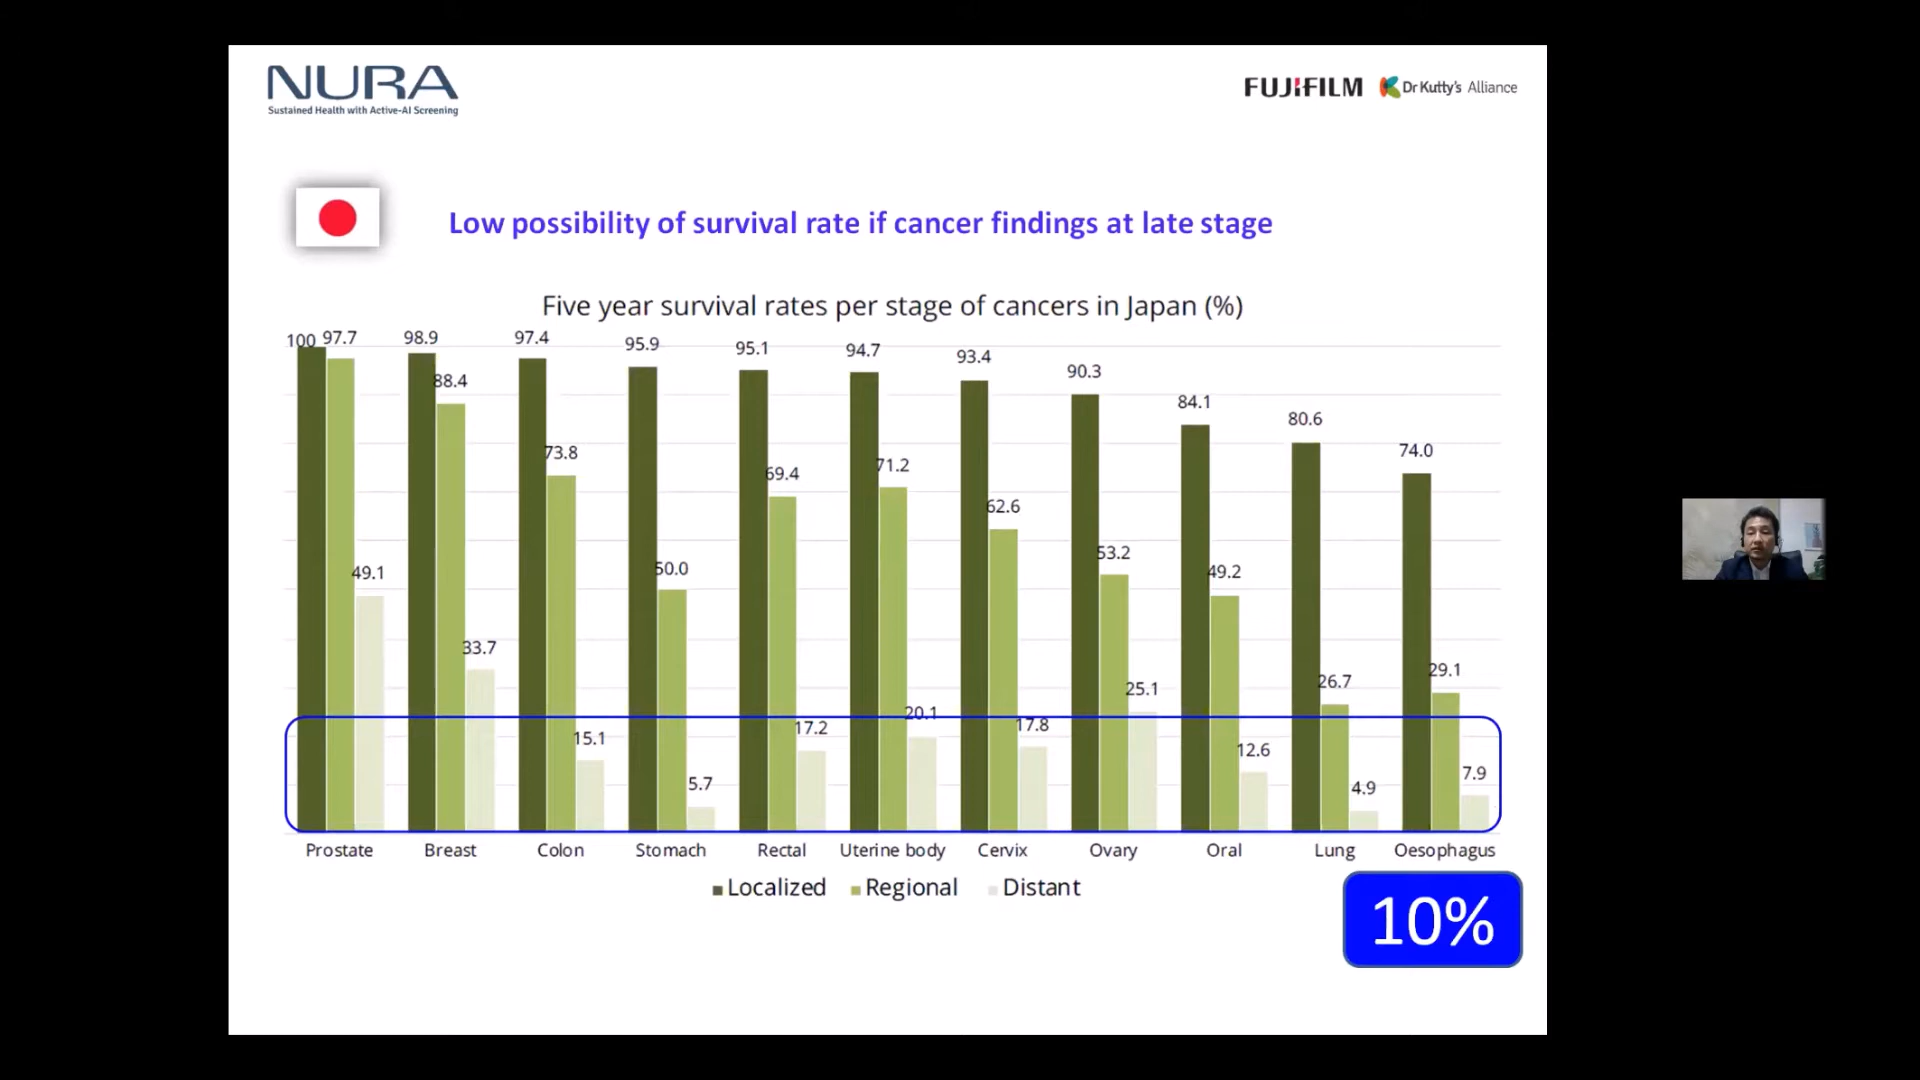 NURA
Sustained Health with Active-AI Screening
FUJIFILM
Dr Kutty's Alliance
Low possibility of survival rate if cancer findings at late stage
Five year survival rates per stage of cancers in Japan (%)
100 97.7 49.1
98.9 88.4 33.7
97.4 73.8 15.1
95.9 50.0 5.7
95.1 69.4 17.2
94.7 71.2 20.1
93.4 62.6 17.8
90.3 53.2 25.1
84.1 49.2 12.6
80.6 26.7 4.9
74.0 29.1 7.9
Prostate Breast Colon Stomach Rectal Uterine body Cervix Ovary Oral Lung Oesophagus
Localized Regional Distant
10%